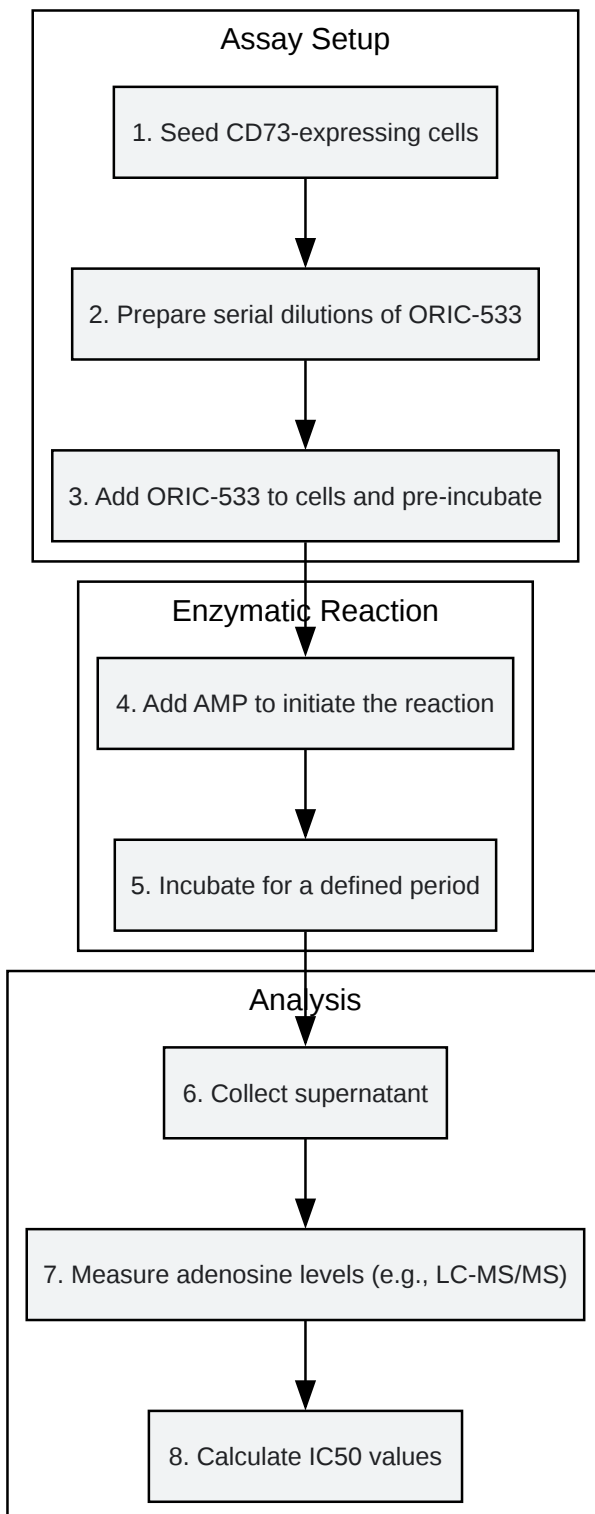 Assay Setup
1. Seed CD73-expressing cells
2. Prepare serial dilutions of ORIC-533
3. Add ORIC-533 to cells and pre-incubate
Enzymatic Reaction
4. Add AMP to initiate the reaction
5. Incubate for a defined period
Analysis
6. Collect supernatant
7. Measure adenosine levels (e.g., LC-MS/MS)
8. Calculate IC50 values